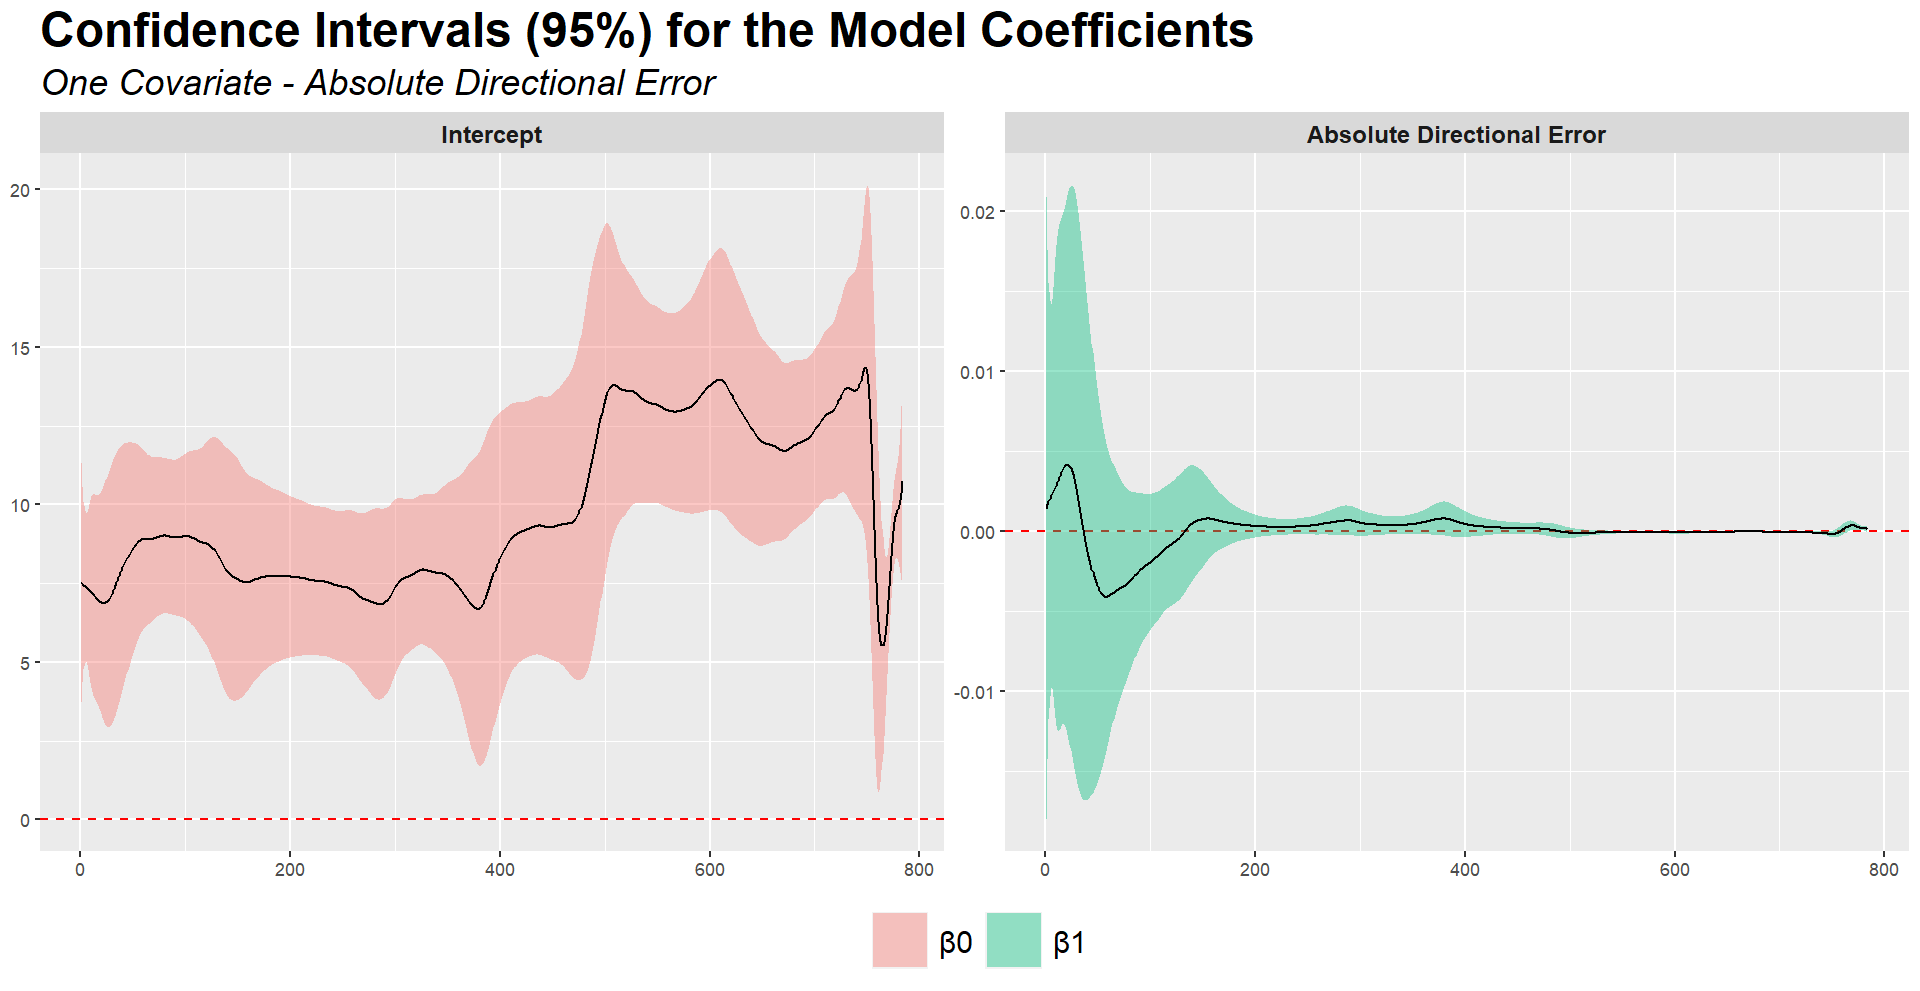 Confidence Intervals (95%) for the Model Coefficients
One Covariate - Absolute Directional Error
Intercept
Absolute Directional Error
20
15
10
5
0
0.02
0.01
0.00
-0.01
0 200 400 600 800
0 200 400 600 800
β0 β1